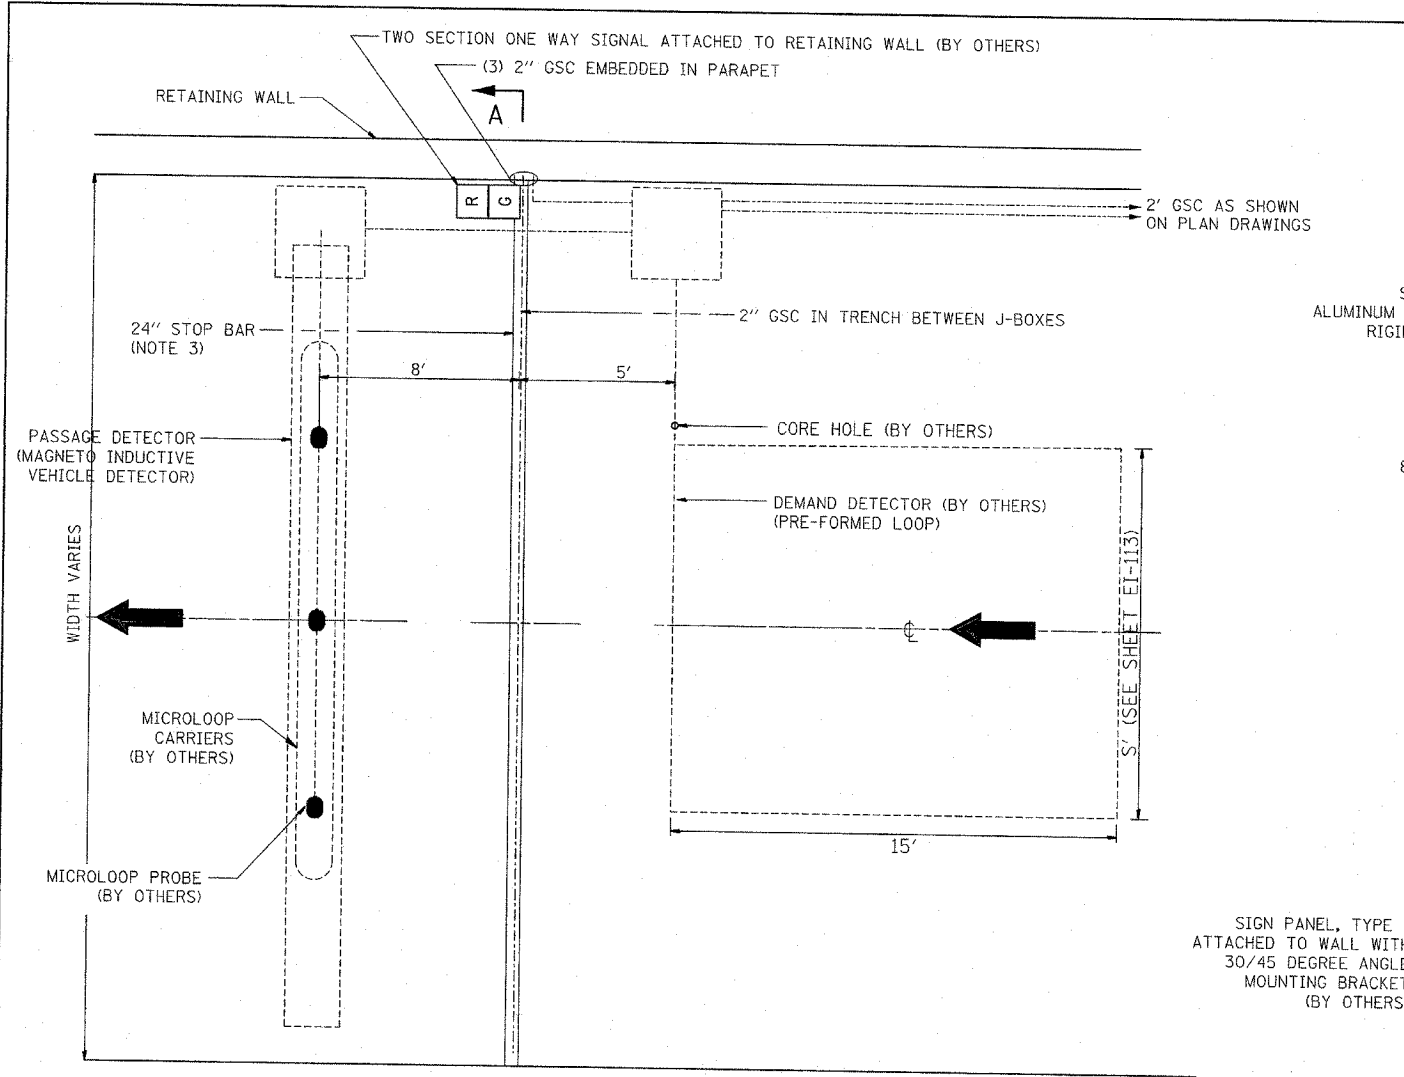 TWO SECTION ONE WAY SIGNAL ATTACHED TO RETAINING WALL (BY OTHERS)
(3) 2" GSC EMBEDDED IN PARAPET
RETAINING WALL
A
R
G
2' GSC AS SHOWN
ON PLAN DRAWINGS
24" STOP BAR
(NOTE 3)
2" GSC IN TRENCH BETWEEN J-BOXES
S
ALUMINUM
8'
5'
PASSAGE DETECTOR
(MAGNETO INDUCTIVE
VEHICLE DETECTOR)
CORE HOLE (BY OTHERS)
8
DEMAND DETECTOR (BY OTHERS)
(PRE-FORMED LOOP)
WIDTH VARIES
℄
S' (SEE SHEET EI-113)
MICROLOOP
CARRIERS
(BY OTHERS)
15'
MICROLOOP PROBE
(BY OTHERS)
SIGN PANEL, TYPE
ATTACHED TO WALL WITH
30/45 DEGREE ANGLE
MOUNTING BRACKET
(BY OTHERS